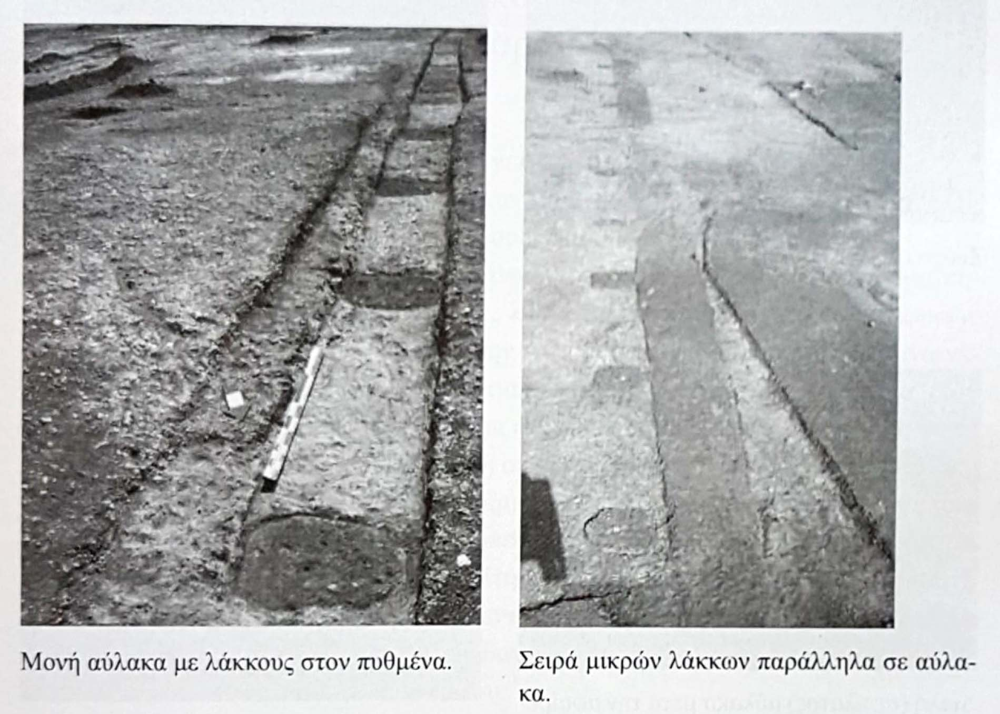 Μονή αύλακα με λάκκους στον πυθμένα.
Σειρά μικρών λάκκων παράλληλα σε αύλα-
κα.